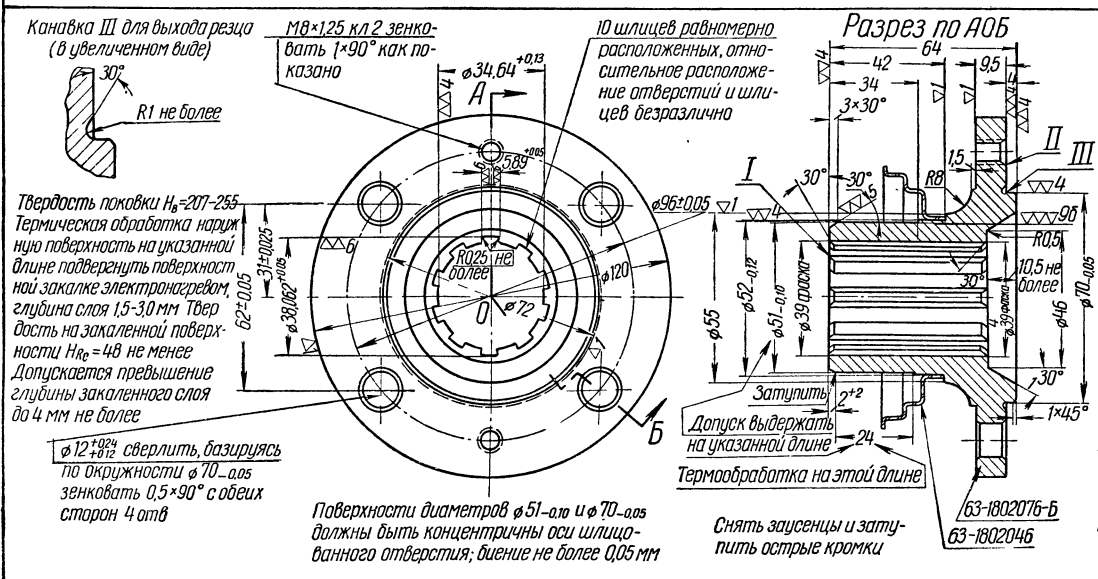 Канавка III для выхода резца
(в увеличенном виде)
30°
R1 не более
М8×1,25 кл 2 зенко-
вать 1×90° как по-
казано
ø34,64 +0,13
А
5,89 +0,05
10 шлицев равномерно
расположенных, отно-
сительное расположе-
ние отверстий и шли-
цев безразлично
Разрез по АОБ
64
42
9,5
34
3×30°
1,5
R8
I
II
III
30°
30°
Твердость поковки Hв=207-255
Термическая обработка наруж
ную поверхность на указанной
длине подвергнуть поверхност
ной закалке электронагревом,
глубина слоя 1,5-3,0 мм Твер
дость на закаленной поверх-
ности HRc=48 не менее
Допускается превышение
глубины закаленного слоя
до 4 мм не более
62±0,05
31±0,025
ø38,062 +0,05
R0,25 не
более
ø96±0,05
ø120
О
ø72
Б
ø55
ø52-0,12
ø51-0,10
ø39 фаска
30°
ø39 фаска
R0,5
10,5 не
более
ø46
ø70-0,05
30°
1×45°
Затупить
2+2
Допуск выдержать
на указанной длине
24
Термообработка на этой длине
ø12 +0,24 +0,12 сверлить, базируясь
по окружности ø70-0,05
зенковать 0,5×90° с обеих
сторон 4 отв
Поверхности диаметров ø51-0,10 и ø70-0,05
должны быть концентричны оси шлицо-
ванного отверстия; биение не более 0,05 мм
Снять заусенцы и зату-
пить острые кромки
63-1802076-Б
63-1802046